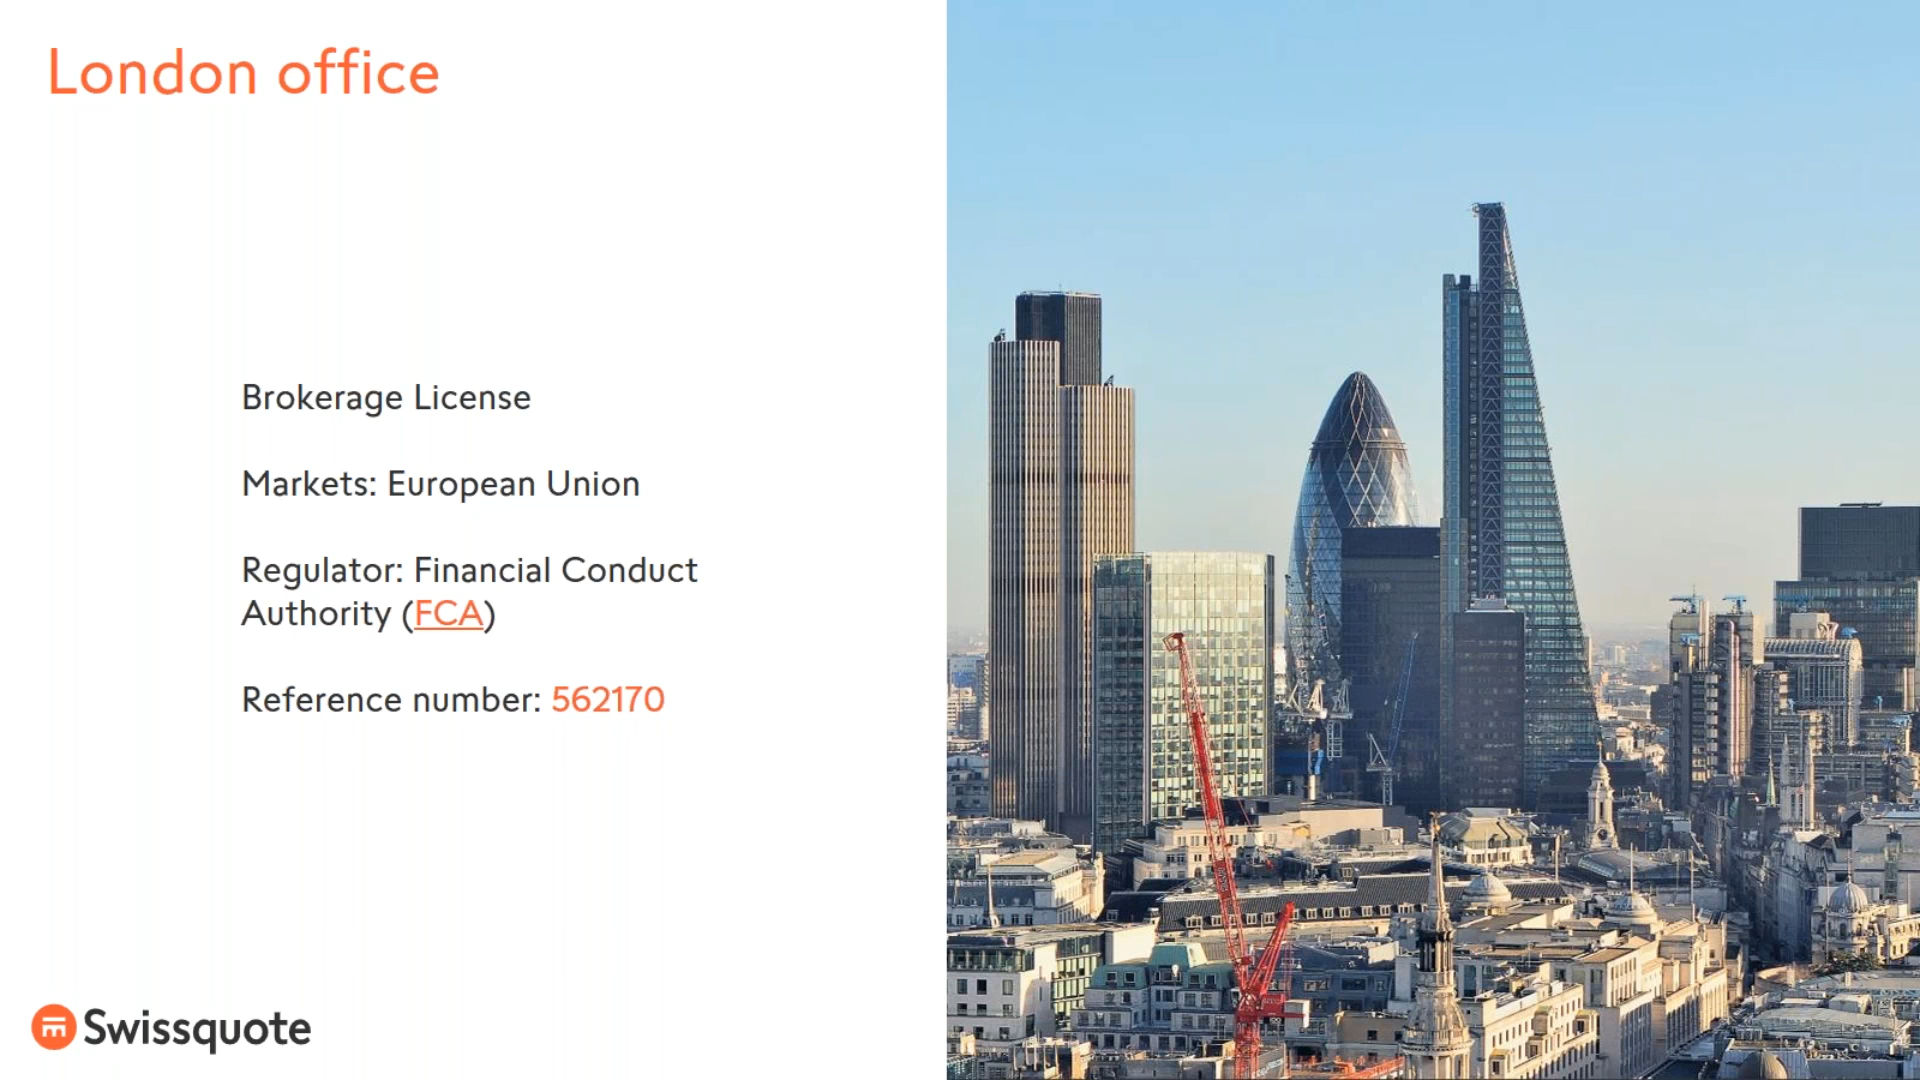 London office
Brokerage License
Markets: European Union
Regulator: Financial Conduct
Authority (FCA)
Reference number: 562170
Swissquote